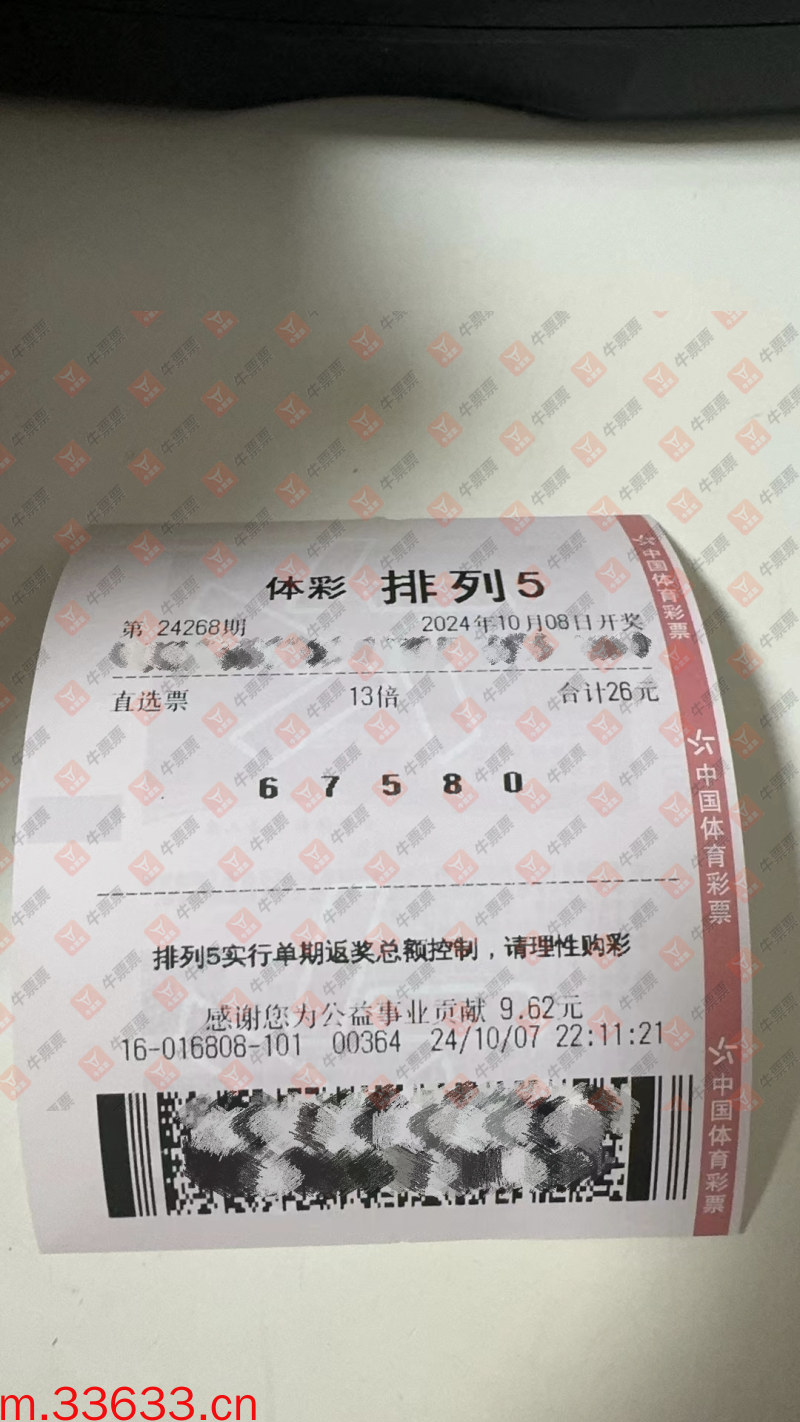 体彩 排列5
第 24268期 2024年10月08日开奖
直选票 13倍 合计26元
6 7 5 8 0
排列5实行单期返奖总额控制，请理性购彩
感谢您为公益事业贡献 9.62元
16-016808-101 00364 24/10/07 22:11:21
中国体育彩票
中国体育彩票
中国体育彩票
牛票票
m.33633.cn